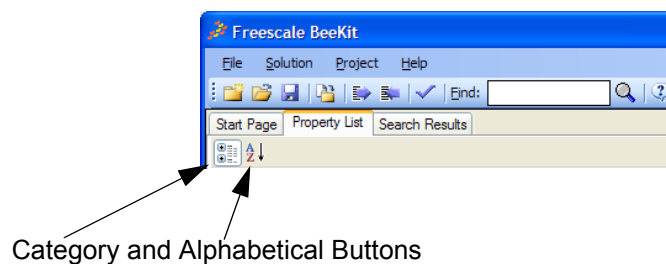 Freescale BeeKit
File Solution Project Help
Find:
Start Page Property List Search Results
A
Z
Category and Alphabetical Buttons